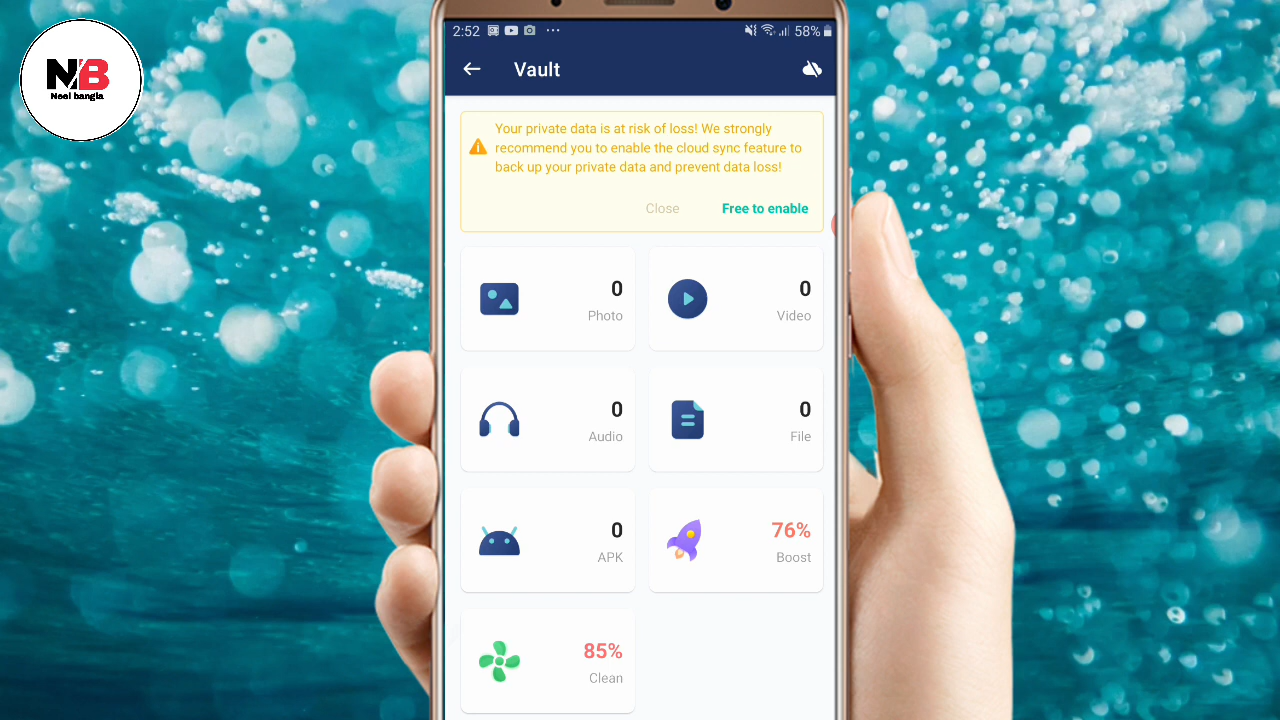 NB
Neel bangla
2:52
58%
Vault
Your private data is at risk of loss! We strongly
recommend you to enable the cloud sync feature to
back up your private data and prevent data loss!
Close
Free to enable
0
Photo
0
Video
0
Audio
0
File
0
APK
76%
Boost
85%
Clean